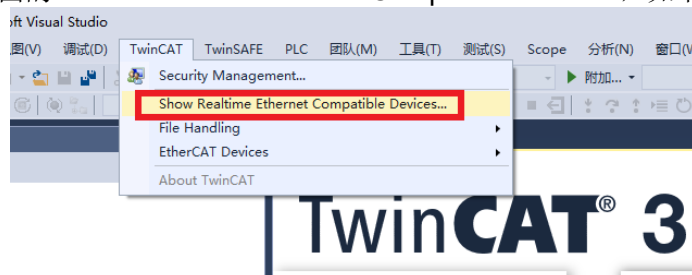 oft Visual Studio
图(V) 调试(D) TwinCAT TwinSAFE PLC 团队(M) 工具(T) 测试(S) Scope 分析(N) 窗口(W
附加...
Security Management...
Show Realtime Ethernet Compatible Devices...
File Handling
EtherCAT Devices
About TwinCAT
TwinCAT® 3